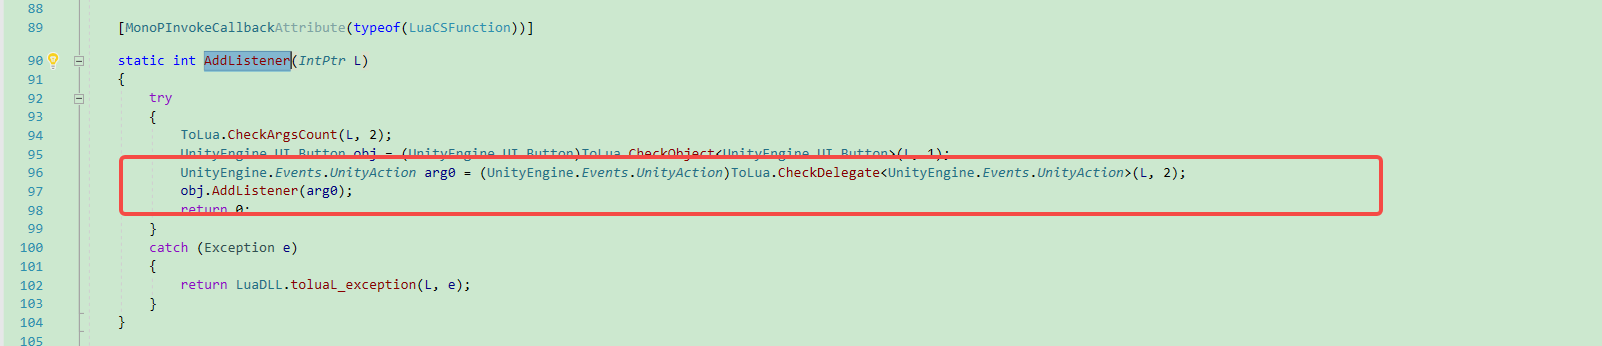 88
89 [MonoPInvokeCallbackAttribute(typeof(LuaCSFunction))]
90 static int AddListener(IntPtr L)
91 {
92 try
93 {
94 ToLua.CheckArgsCount(L, 2);
95 UnityEngine.UI.Button obj = (UnityEngine.UI.Button)ToLua.CheckObject<UnityEngine.UI.Button>(L, 1);
96 UnityEngine.Events.UnityAction arg0 = (UnityEngine.Events.UnityAction)ToLua.CheckDelegate<UnityEngine.Events.UnityAction>(L, 2);
97 obj.AddListener(arg0);
98 return 0;
99 }
100 catch (Exception e)
101 {
102 return LuaDLL.toluaL_exception(L, e);
103 }
104 }
105